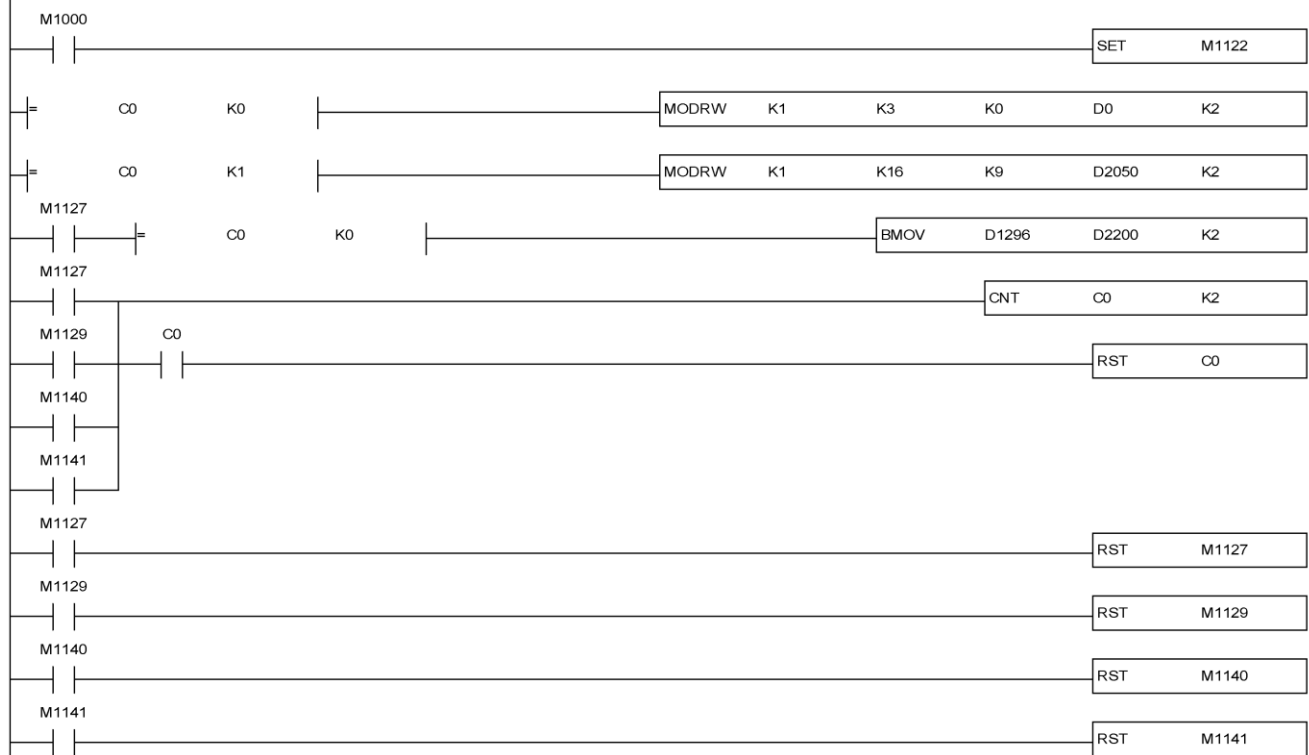 M1000
SET M1122
= C0 K0 MODRW K1 K3 K0 D0 K2
= C0 K1 MODRW K1 K16 K9 D2050 K2
M1127
= C0 K0 BMOV D1296 D2200 K2
M1127
CNT C0 K2
M1129 C0
RST C0
M1140
M1141
M1127
RST M1127
M1129
RST M1129
M1140
RST M1140
M1141
RST M1141